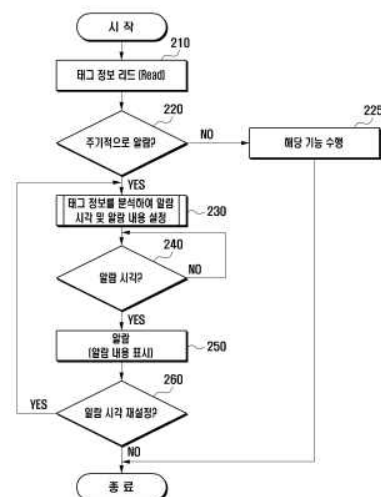 시 작
210
태그 정보 리드 (Read)
220
주기적으로 알람?
NO
225
해당 기능 수행
YES
태그 정보를 분석하여 알람
시각 및 알람 내용 설정
230
240
알람 시각?
NO
YES
알람
(알람 내용 표시)
250
260
YES
알람 시각 재설정?
NO
종 료